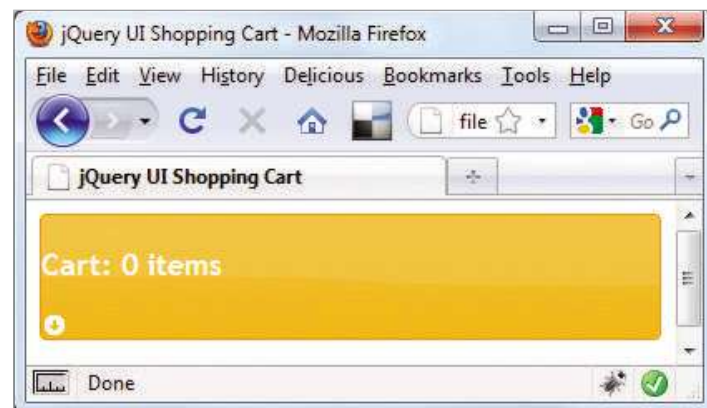 jQuery UI Shopping Cart - Mozilla Firefox
File Edit View History Delicious Bookmarks Tools Help
file Go
jQuery UI Shopping Cart
Cart: 0 items
Done